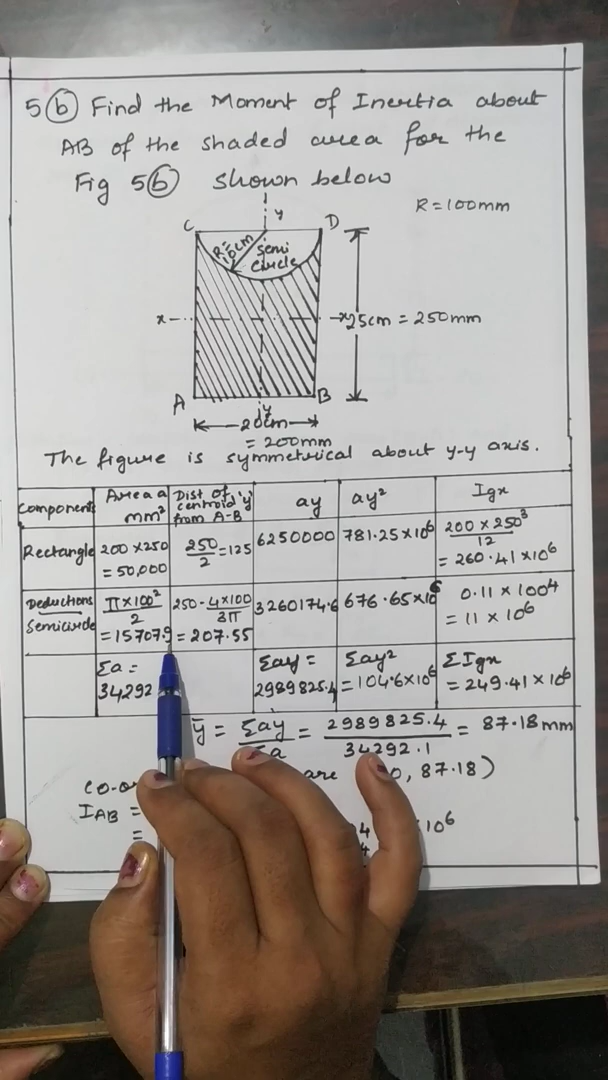 5 (b) Find the Moment of Inertia about
AB of the shaded area for the
Fig 5(b) shown below
R = 100mm
y
C
D
R=
10cm
semi
circle
x
x
25cm = 250mm
A
B
y
20cm
= 200mm
The figure is symmetrical about y-y axis.
Components
Area a
mm²
Dist of
centroid 'y'
from A-B
ay
ay²
Igx
Rectangle
200 x 250
= 50,000
250/2 = 125
6250000
781.25x10⁶
200 x 250³/12
= 260.41 x10⁶
Deductions
Semicircle
π x 100²/2
= 15707.9
250 - 4x100/3π
= 207.55
3260174.6
676.65x10⁶
0.11 x 100⁴
= 11 x 10⁶
Σa =
34292
Σay =
2989825.4
Σay²
= 104.6x10⁶
ΣIgx
= 249.41 x 10⁶
ȳ = Σay/Σa = 2989825.4/34292.1 = 87.18 mm
are
, 87.18)
I_AB =
10⁶
=